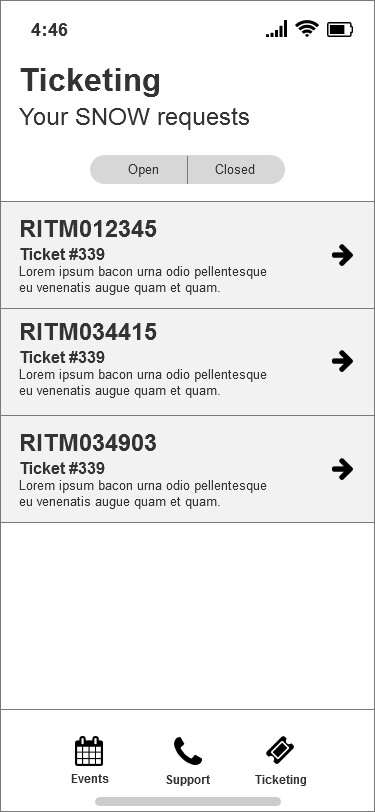 4:46
Ticketing
Your SNOW requests
Open Closed
RITM012345
Ticket #339
Lorem ipsum bacon urna odio pellentesque
eu venenatis augue quam et quam.
RITM034415
Ticket #339
Lorem ipsum bacon urna odio pellentesque
eu venenatis augue quam et quam.
RITM034903
Ticket #339
Lorem ipsum bacon urna odio pellentesque
eu venenatis augue quam et quam.
Events Support Ticketing